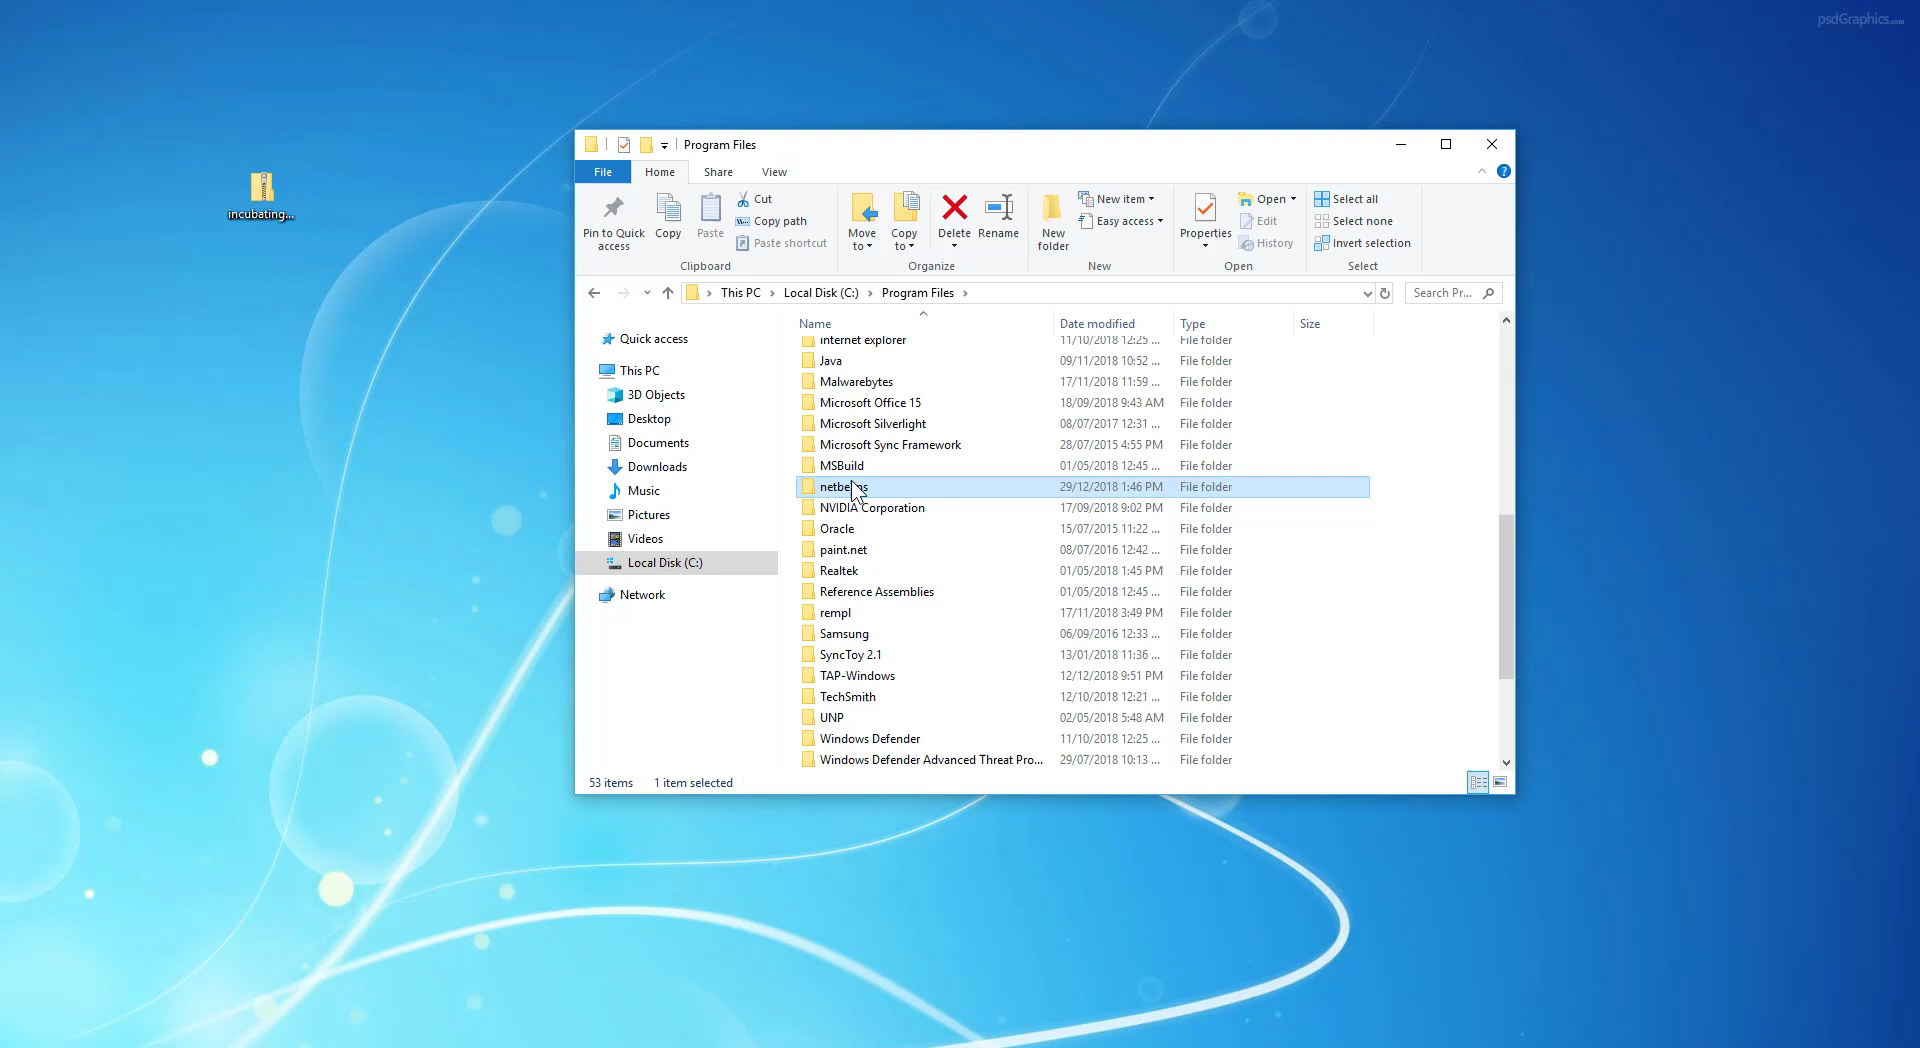 psdGraphics.com
incubating...
Program Files
File Home Share View
Pin to Quick access
Copy
Paste
Cut
Copy path
Paste shortcut
Clipboard
Move to
Copy to
Delete
Rename
Organize
New folder
New item
Easy access
New
Properties
Open
Edit
History
Open
Select all
Select none
Invert selection
Select
This PC > Local Disk (C:) > Program Files >
Search Pr...
Quick access
This PC
3D Objects
Desktop
Documents
Downloads
Music
Pictures
Videos
Local Disk (C:)
Network
Name Date modified Type Size
internet explorer 11/10/2018 12:25 ... File folder
Java 09/11/2018 10:52 ... File folder
Malwarebytes 17/11/2018 11:59 ... File folder
Microsoft Office 15 18/09/2018 9:43 AM File folder
Microsoft Silverlight 08/07/2017 12:31 ... File folder
Microsoft Sync Framework 28/07/2015 4:55 PM File folder
MSBuild 01/05/2018 12:45 ... File folder
netbeans 29/12/2018 1:46 PM File folder
NVIDIA Corporation 17/09/2018 9:02 PM File folder
Oracle 15/07/2015 11:22 ... File folder
paint.net 08/07/2016 12:42 ... File folder
Realtek 01/05/2018 1:45 PM File folder
Reference Assemblies 01/05/2018 12:45 ... File folder
rempl 17/11/2018 3:49 PM File folder
Samsung 06/09/2016 12:33 ... File folder
SyncToy 2.1 13/01/2018 11:36 ... File folder
TAP-Windows 12/12/2018 9:51 PM File folder
TechSmith 12/10/2018 12:21 ... File folder
UNP 02/05/2018 5:48 AM File folder
Windows Defender 11/10/2018 12:25 ... File folder
Windows Defender Advanced Threat Pro... 29/07/2018 10:13 ... File folder
53 items 1 item selected